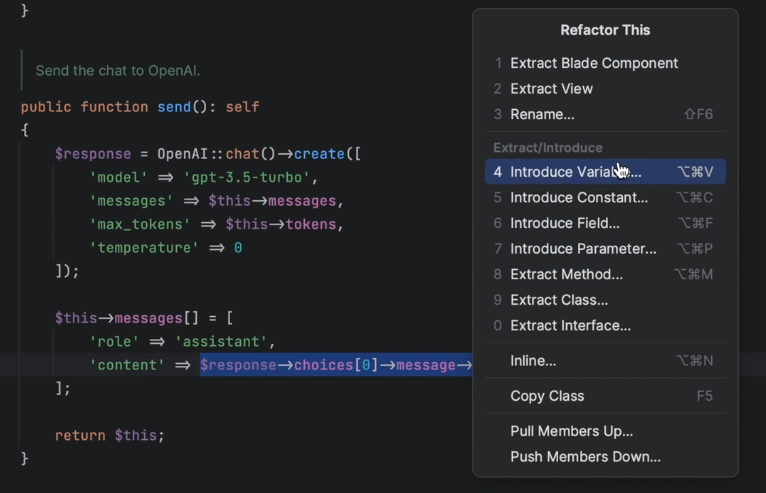 }
Send the chat to OpenAI.
public function send(): self
{
$response = OpenAI::chat()->create([
'model' => 'gpt-3.5-turbo',
'messages' => $this->messages,
'max_tokens' => $this->tokens,
'temperature' => 0
]);
$this->messages[] = [
'role' => 'assistant',
'content' => $response->choices[0]->message->
];
return $this;
}
Refactor This
1 Extract Blade Component
2 Extract View
3 Rename... ⇧F6
Extract/Introduce
4 Introduce ... ⌥⌘V
5 Introduce Constant... ⌥⌘C
6 Introduce Field... ⌥⌘F
7 Introduce Parameter... ⌥⌘P
8 Extract Method... ⌥⌘M
9 Extract Class...
0 Extract Interface...
Inline... ⌥⌘N
Copy Class F5
Pull Members Up...
Push Members Down...